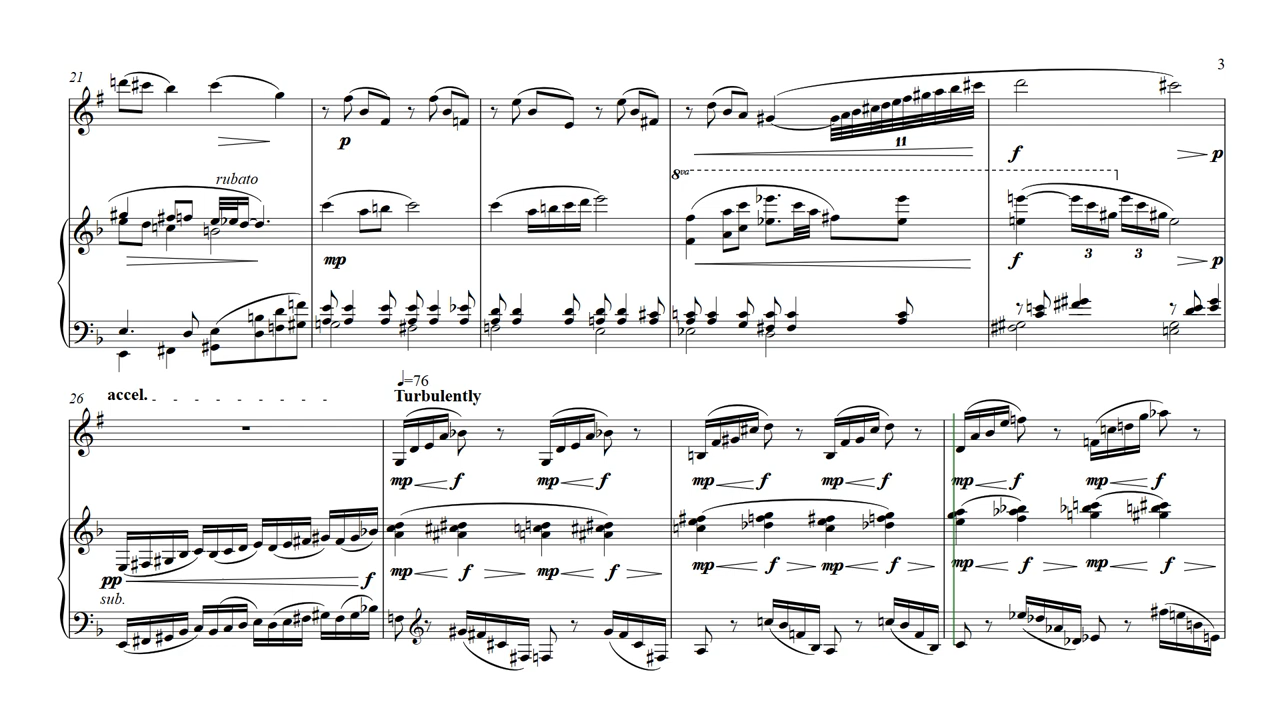 3
21
p
11
f p
8va
rubato
mp
3 3
f p
26 accel. =76
Turbulently
mp f mp f mp f mp f mp f mp f
pp f mp f mp f mp f mp f mp f mp f
sub.